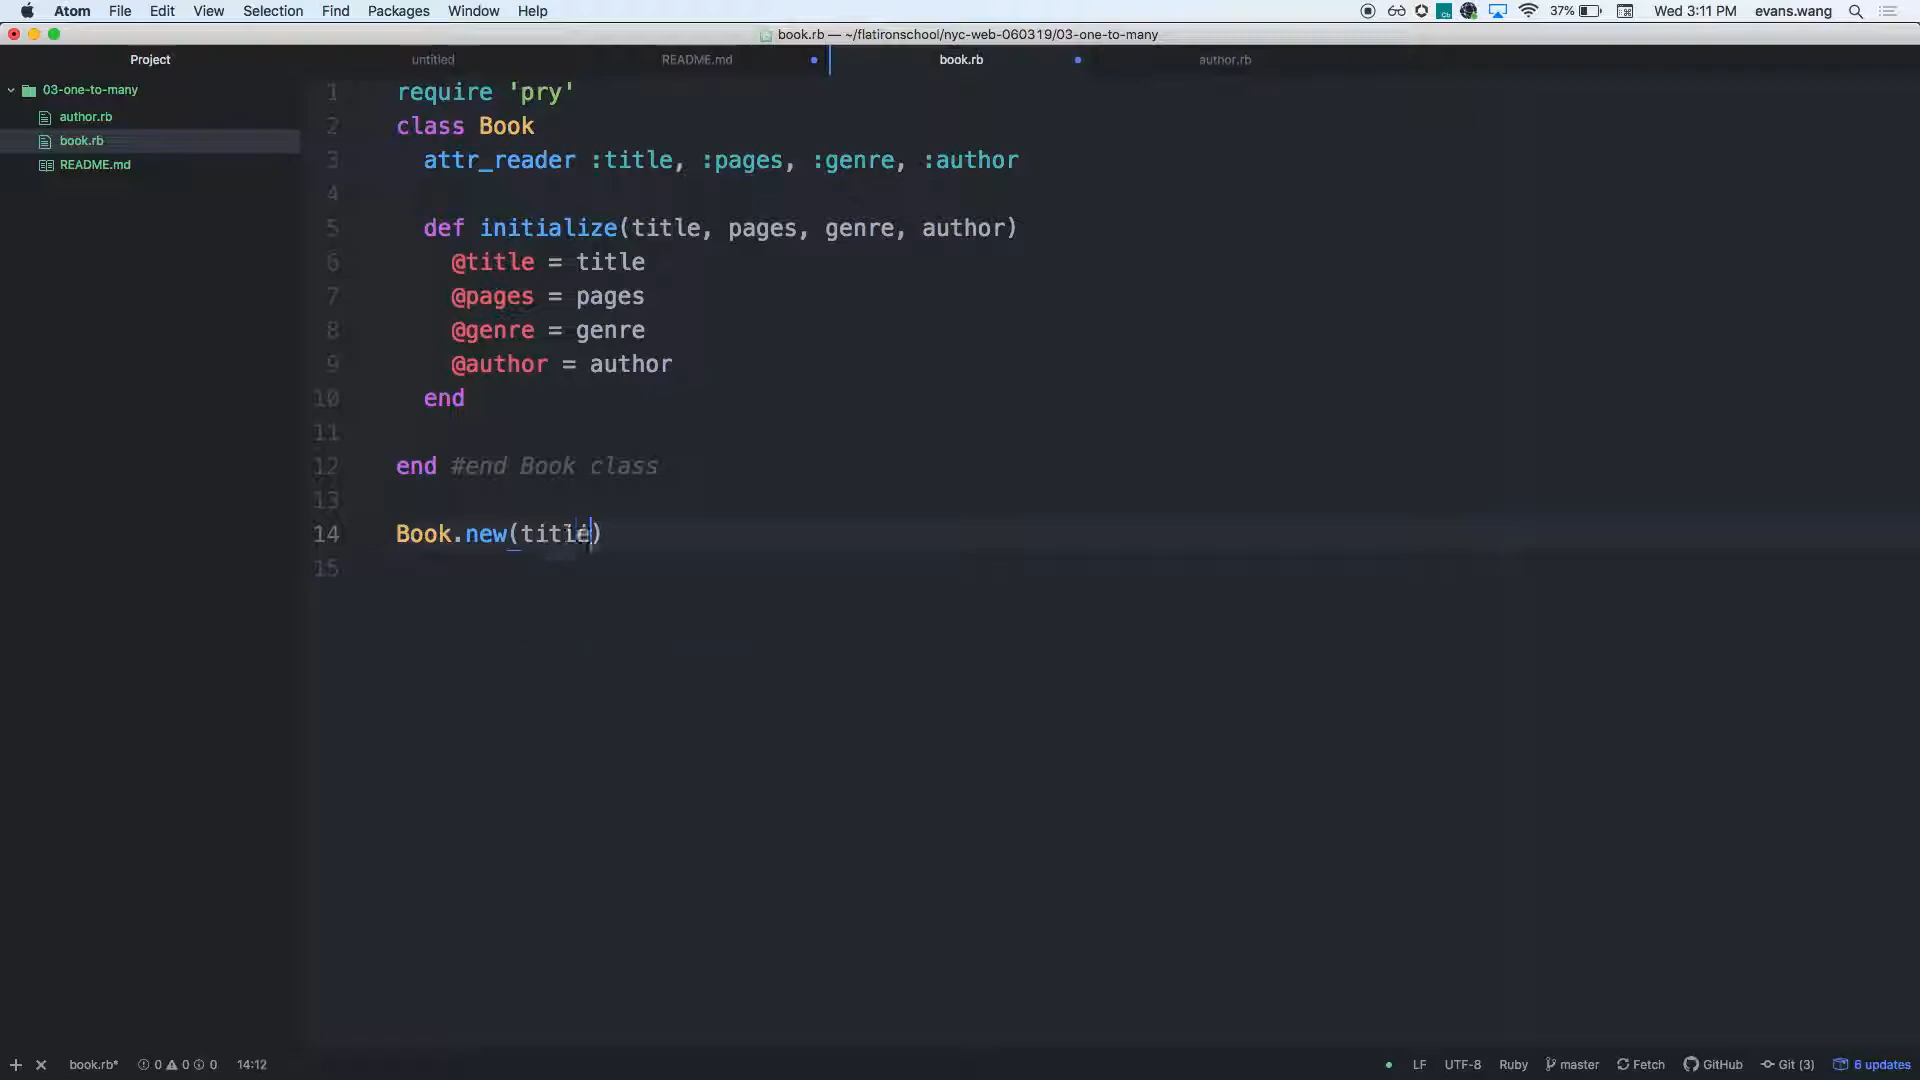 Atom File Edit View Selection Find Packages Window Help 37% Wed 3:11 PM evans.wang
book.rb — ~/flatironschool/nyc-web-060319/03-one-to-many
Project untitled README.md book.rb author.rb
03-one-to-many
author.rb
book.rb
README.md
1 require 'pry'
2 class Book
3 attr_reader :title, :pages, :genre, :author
4
5 def initialize(title, pages, genre, author)
6 @title = title
7 @pages = pages
8 @genre = genre
9 @author = author
10 end
11
12 end #end Book class
13
14 Book.new(title)
15
book.rb* 0 0 0 14:12 LF UTF-8 Ruby master Fetch GitHub Git (3) 6 updates